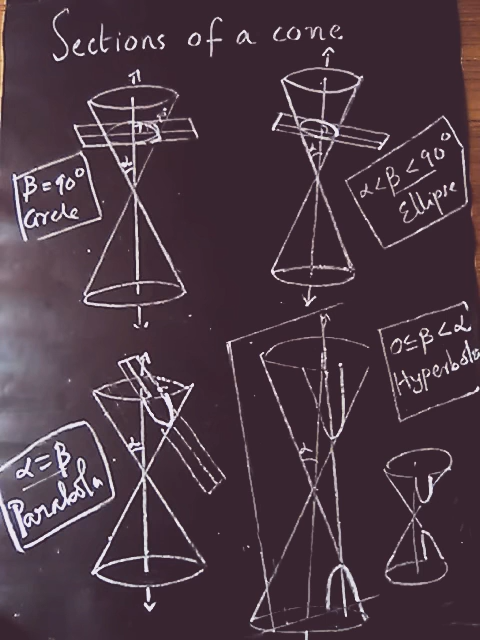 Sections of a cone
β = 90°
Circle
α < β < 90°
Ellipse
α = β
Parabola
0 ≤ β < α
Hyperbola
α
α
α
α